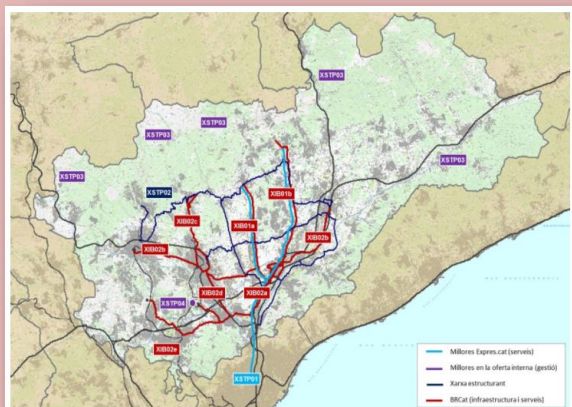 XSTP03
XSTP03
XSTP03
XSTP03
XSTP03
XSTP02
XIB01b
XIB02c
XIB01a
XIB02b
XIB02b
XIB02d
XIB02a
XSTP04
XIB02e
XSTP01
Millores Expres.cat (serveis)
Millores en la oferta interna (gestió)
Xarxa estructurant
BRCat (infraestructura i serveis)